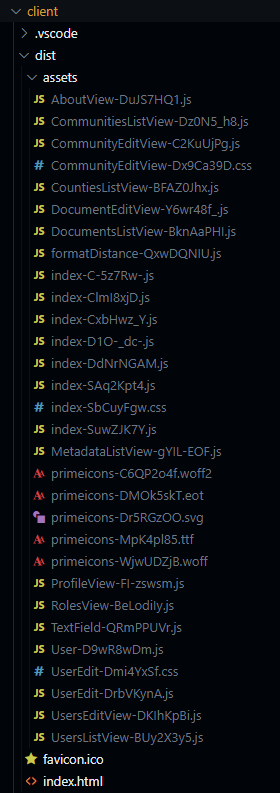 client
.vscode
dist
assets
JS AboutView-DuJS7HQ1.js
JS CommunitiesListView-Dz0N5_h8.js
JS CommunityEditView-C2KuUjPg.js
# CommunityEditView-Dx9Ca39D.css
JS CountiesListView-BFAZ0Jhx.js
JS DocumentEditView-Y6wr48f_.js
JS DocumentsListView-BknAaPHI.js
JS formatDistance-QxwDQNIU.js
JS index-C-5z7Rw-.js
JS index-ClmI8xjD.js
JS index-CxbHwz_Y.js
JS index-D1O-_dc-.js
JS index-DdNrNGAM.js
JS index-SAq2Kpt4.js
# index-SbCuyFgw.css
JS index-SuwZJK7Y.js
JS MetadataListView-gYIL-EOF.js
primeicons-C6QP2o4f.woff2
primeicons-DMOk5skT.eot
primeicons-Dr5RGzOO.svg
primeicons-MpK4pl85.ttf
primeicons-WjwUDZjB.woff
JS ProfileView-FI-zswsm.js
JS RolesView-BeLodiIy.js
JS TextField-QRmPPUVr.js
JS User-D9wR8wDm.js
# UserEdit-Dmi4YxSf.css
JS UserEdit-DrbVKynA.js
JS UsersEditView-DKIhKpBi.js
JS UsersListView-BUy2X3y5.js
favicon.ico
<> index.html